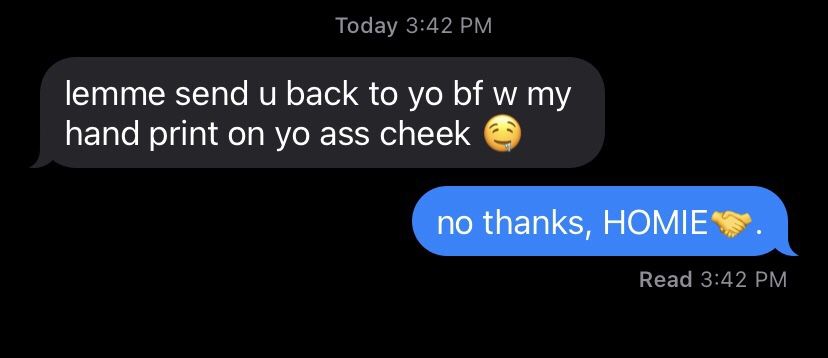 Today 3:42 PM
lemme send u back to yo bf w my
hand print on yo ass cheek 🤤
no thanks, HOMIE🤝.
Read 3:42 PM